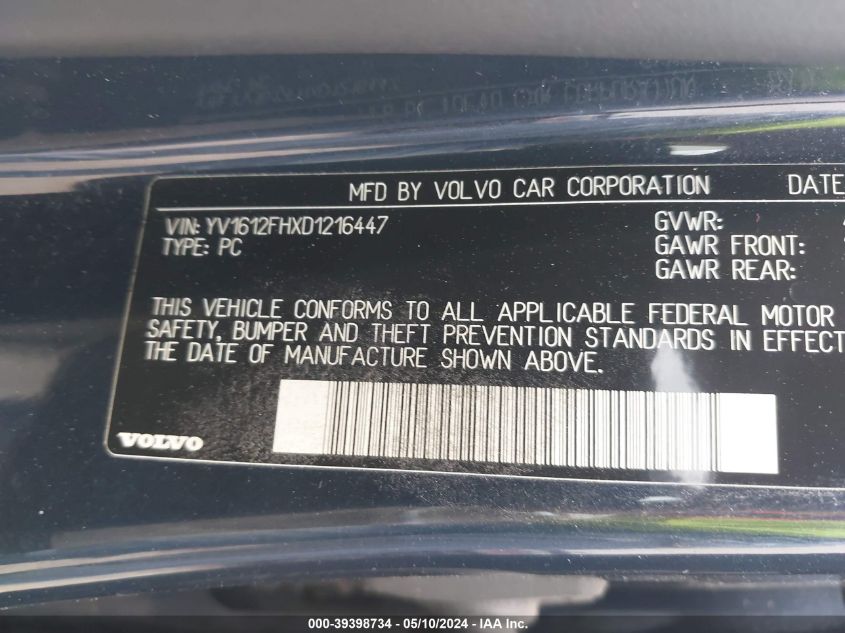 MFD BY VOLVO CAR CORPORATION DATE
VIN: YV1612FHXD1216447 GVWR:
TYPE: PC GAWR FRONT:
GAWR REAR:
THIS VEHICLE CONFORMS TO ALL APPLICABLE FEDERAL MOTOR
SAFETY, BUMPER AND THEFT PREVENTION STANDARDS IN EFFECT
THE DATE OF MANUFACTURE SHOWN ABOVE.
VOLVO
000-39398734 - 05/10/2024 - IAA Inc.